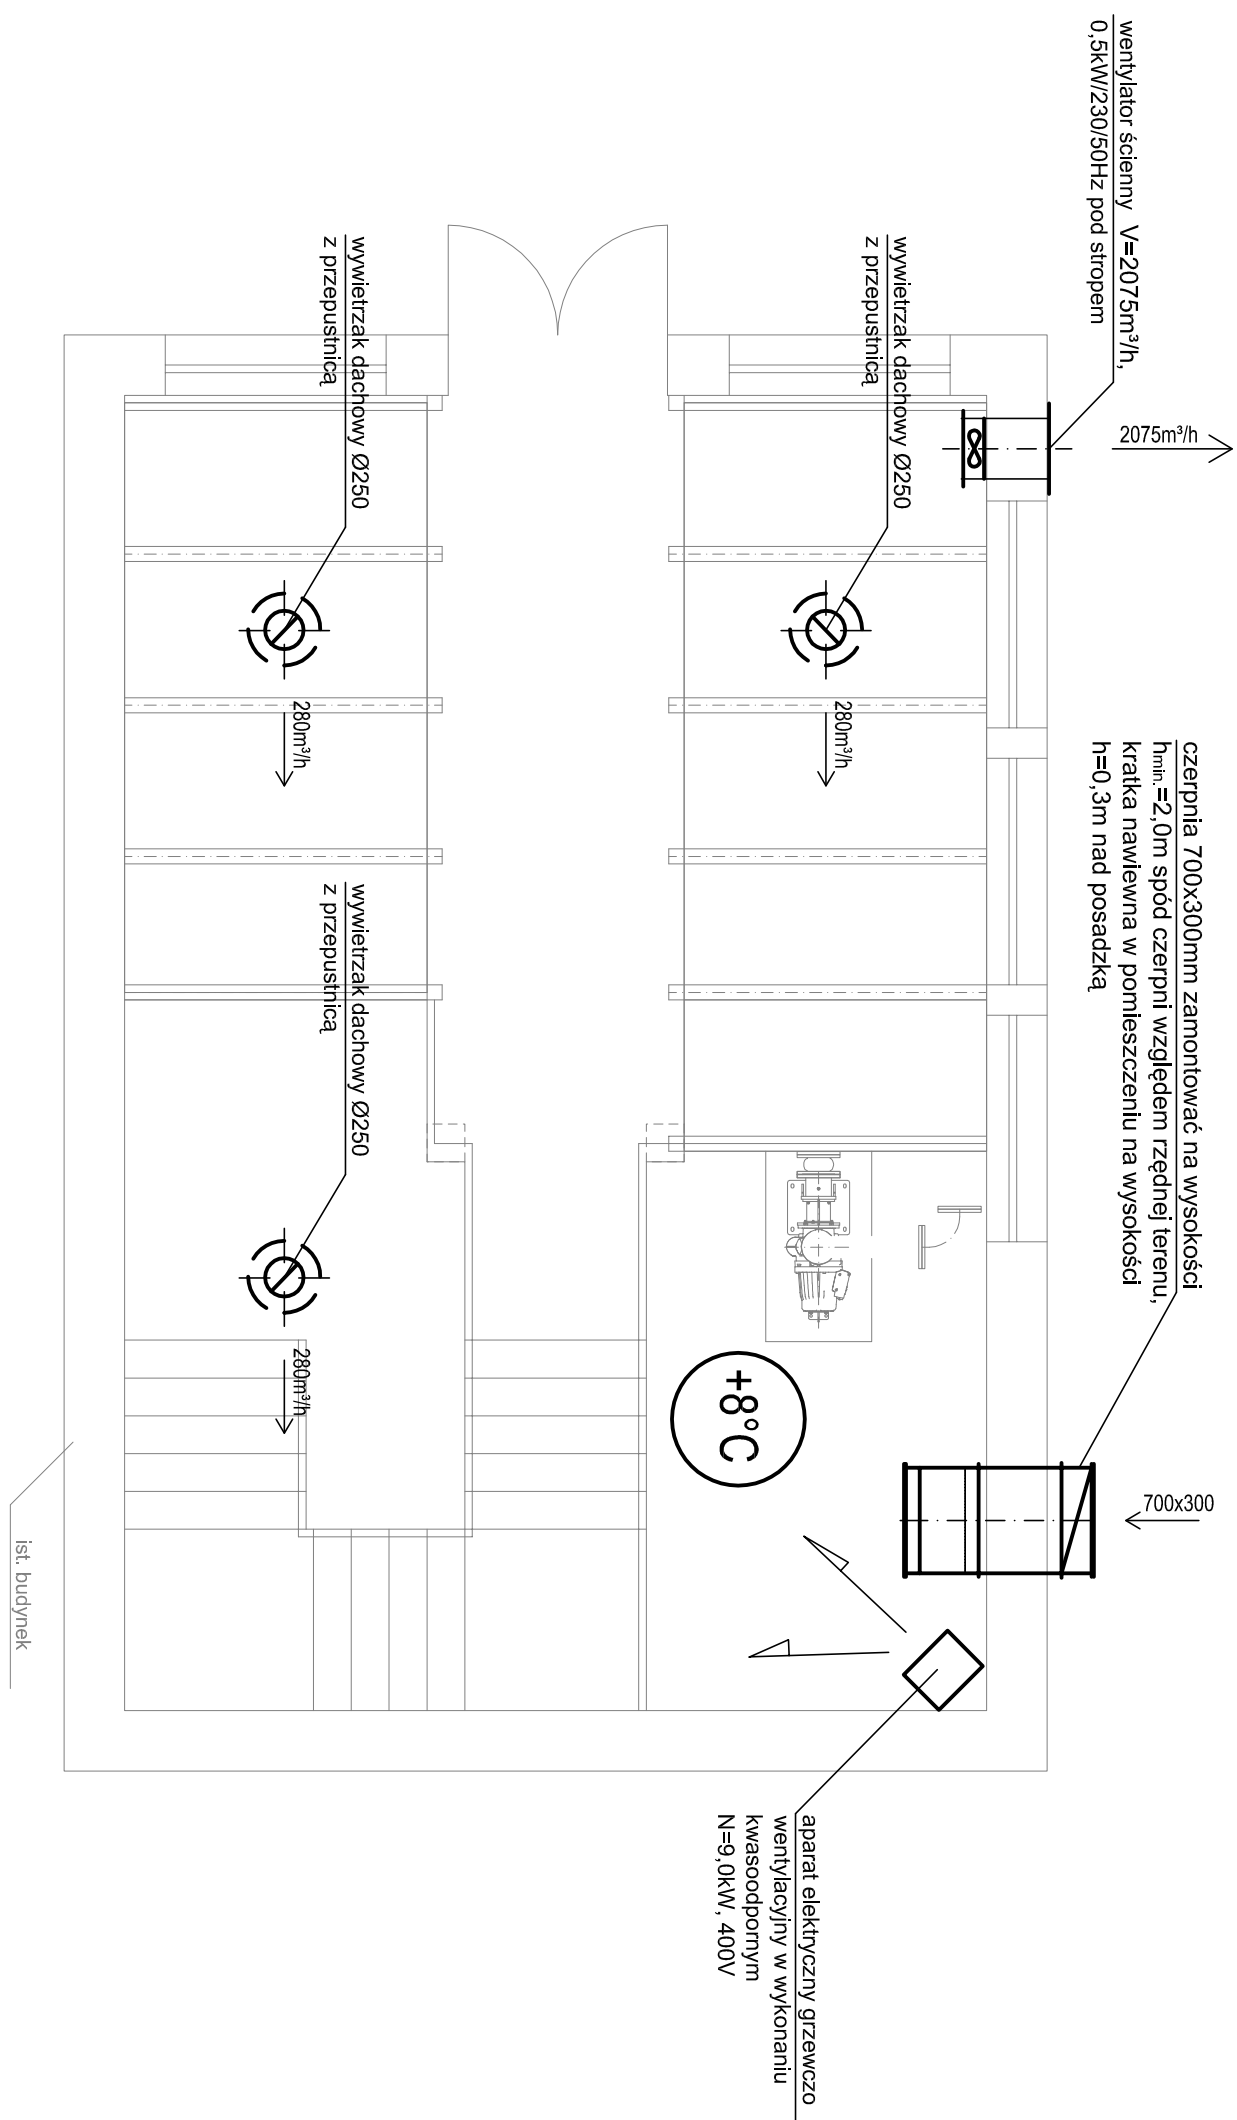 wentylator ścienny V=2075m³/h,
0,5kW/230/50Hz pod stropem
2075m³/h
wywietrzak dachowy Ø250
z przepustnicą
280m³/h
wywietrzak dachowy Ø250
z przepustnicą
280m³/h
czerpnia 700x300mm zamontować na wysokości
hmin.=2,0m spód czerpni względem rzędnej terenu,
kratka nawiewna w pomieszczeniu na wysokości
h=0,3m nad posadzką
700x300
wywietrzak dachowy Ø250
z przepustnicą
280m³/h
+8°C
aparat elektryczny grzewczo
wentylacyjny w wykonaniu
kwasoodpornym
N=9,0kW, 400V
ist. budynek